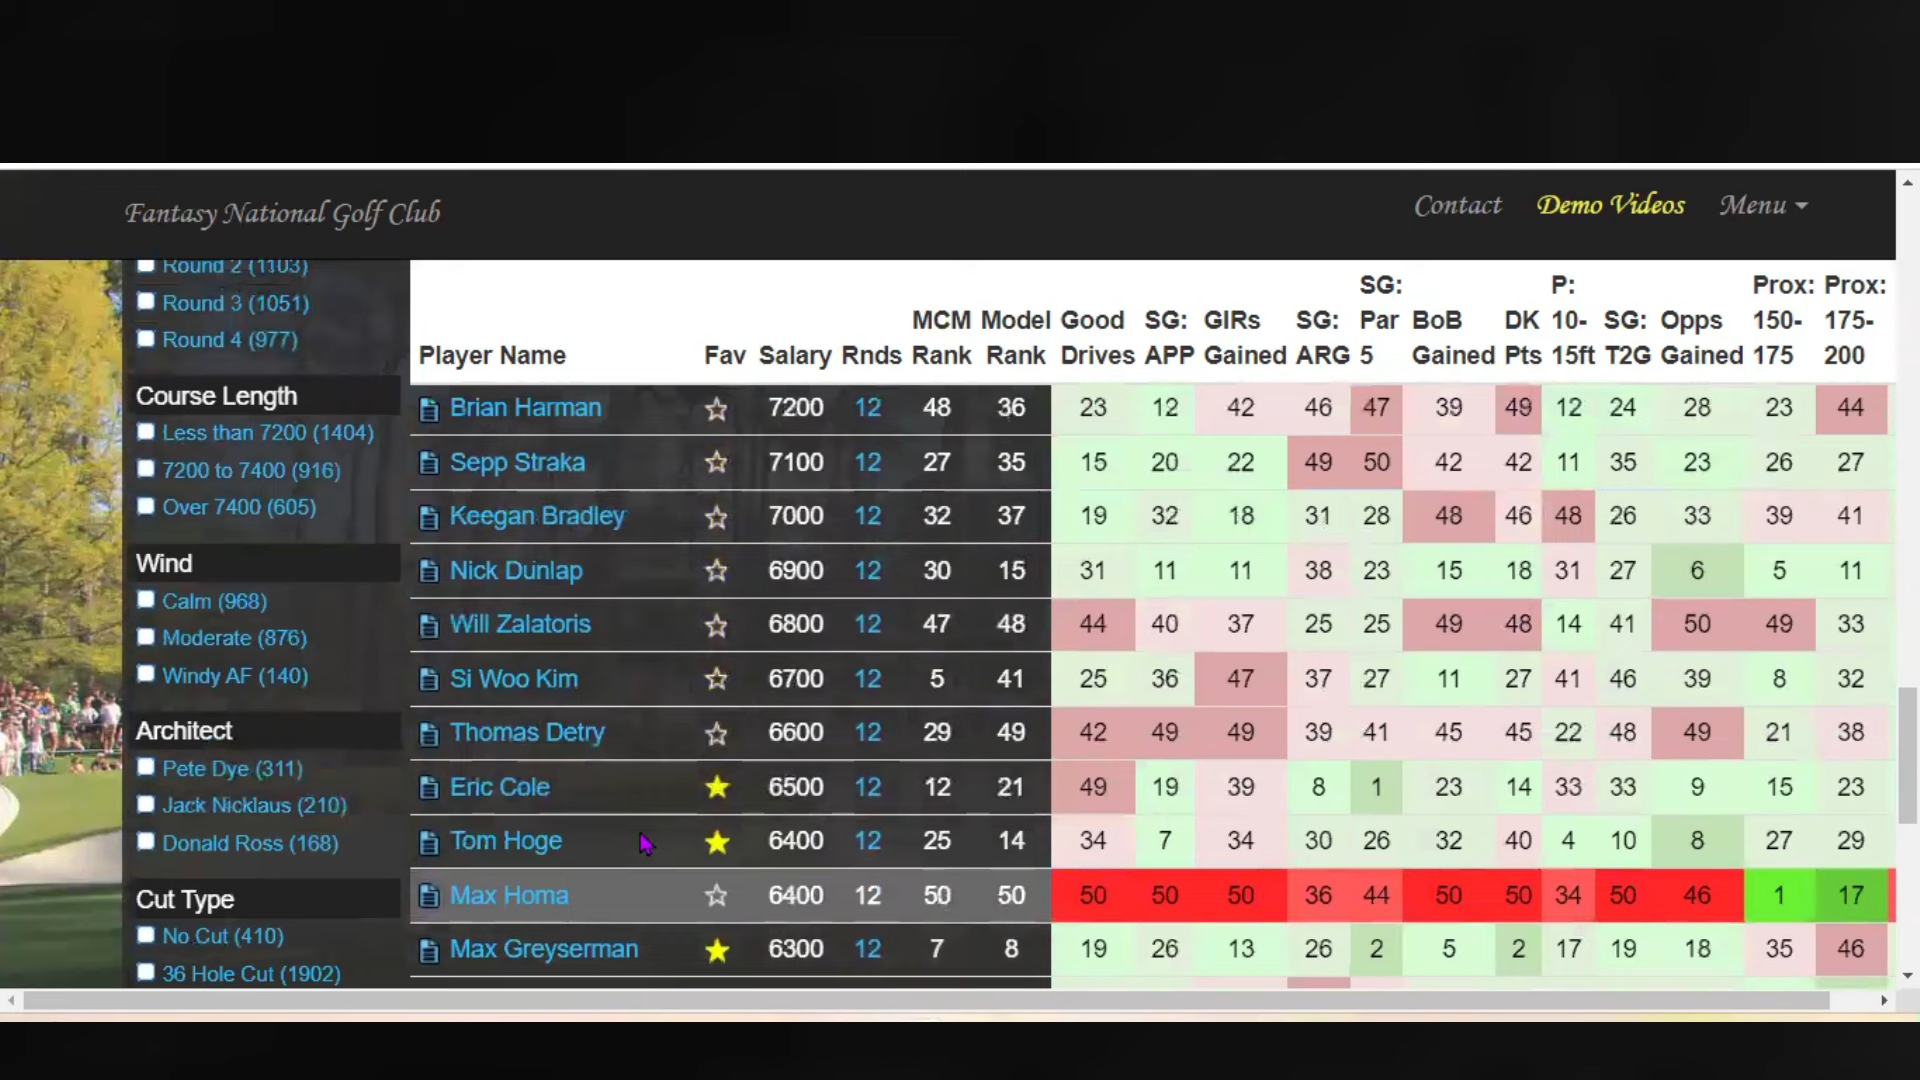 Fantasy National Golf Club
Contact Demo Videos Menu
Round 2 (1103)
Round 3 (1051)
Round 4 (977)
Course Length
Less than 7200 (1404)
7200 to 7400 (916)
Over 7400 (605)
Wind
Calm (968)
Moderate (876)
Windy AF (140)
Architect
Pete Dye (311)
Jack Nicklaus (210)
Donald Ross (168)
Cut Type
No Cut (410)
36 Hole Cut (1902)
SG: P: Prox: Prox:
MCM Model Good SG: GIRs SG: Par BoB DK 10- SG: Opps 150- 175-
Player Name Fav Salary Rnds Rank Rank Drives APP Gained ARG 5 Gained Pts 15ft T2G Gained 175 200
Brian Harman 7200 12 48 36 23 12 42 46 47 39 49 12 24 28 23 44
Sepp Straka 7100 12 27 35 15 20 22 49 50 42 42 11 35 23 26 27
Keegan Bradley 7000 12 32 37 19 32 18 31 28 48 46 48 26 33 39 41
Nick Dunlap 6900 12 30 15 31 11 11 38 23 15 18 31 27 6 5 11
Will Zalatoris 6800 12 47 48 44 40 37 25 25 49 48 14 41 50 49 33
Si Woo Kim 6700 12 5 41 25 36 47 37 27 11 27 41 46 39 8 32
Thomas Detry 6600 12 29 49 42 49 49 39 41 45 45 22 48 49 21 38
Eric Cole 6500 12 12 21 49 19 39 8 1 23 14 33 33 9 15 23
Tom Hoge 6400 12 25 14 34 7 34 30 26 32 40 4 10 8 27 29
Max Homa 6400 12 50 50 50 50 50 36 44 50 50 34 50 46 1 17
Max Greyserman 6300 12 7 8 19 26 13 26 2 5 2 17 19 18 35 46